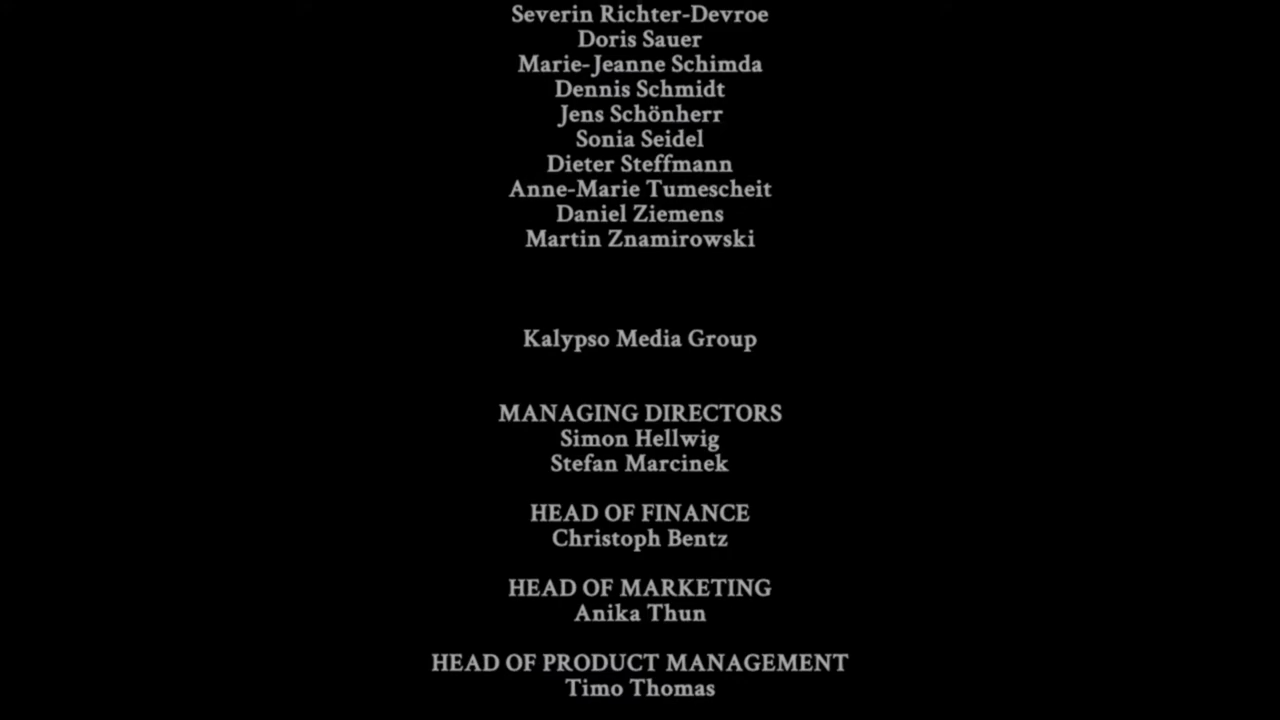 Severin Richter-Devroe
Doris Sauer
Marie-Jeanne Schimda
Dennis Schmidt
Jens Schönherr
Sonia Seidel
Dieter Steffmann
Anne-Marie Tumescheit
Daniel Ziemens
Martin Znamirowski
Kalypso Media Group
MANAGING DIRECTORS
Simon Hellwig
Stefan Marcinek
HEAD OF FINANCE
Christoph Bentz
HEAD OF MARKETING
Anika Thun
HEAD OF PRODUCT MANAGEMENT
Timo Thomas